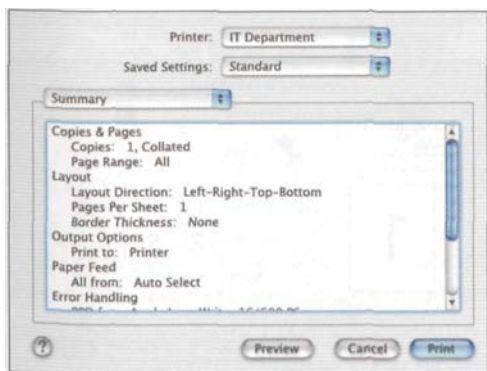 Printer: IT Department
Saved Settings: Standard
Summary
Copies & Pages
Copies: 1, Collated
Page Range: All
Layout
Layout Direction: Left-Right-Top-Bottom
Pages Per Sheet: 1
Border Thickness: None
Output Options
Print to: Printer
Paper Feed
All from: Auto Select
Error Handling
?
Preview Cancel Print